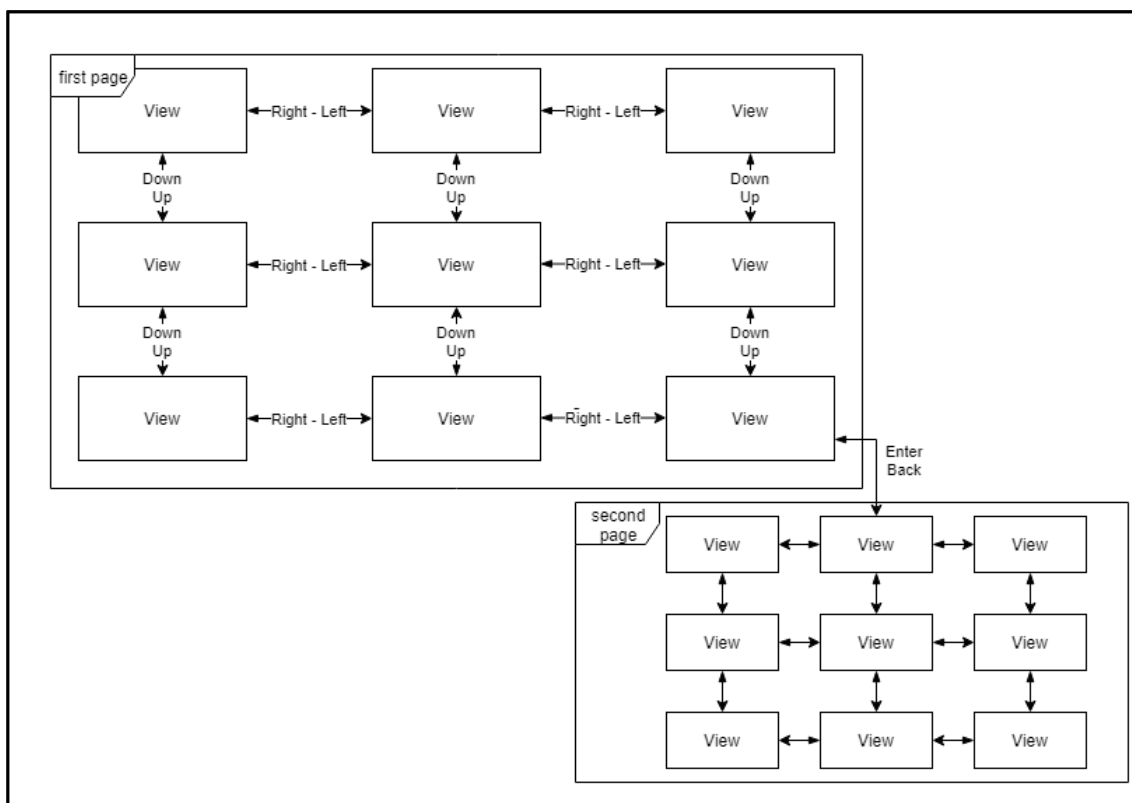 first page
View
Right - Left
View
Right - Left
View
Down
Up
Down
Up
Down
Up
View
Right - Left
View
Right - Left
View
Down
Up
Down
Up
Down
Up
View
Right - Left
View
Right - Left
View
Enter
Back
second
page
View
View
View
View
View
View
View
View
View